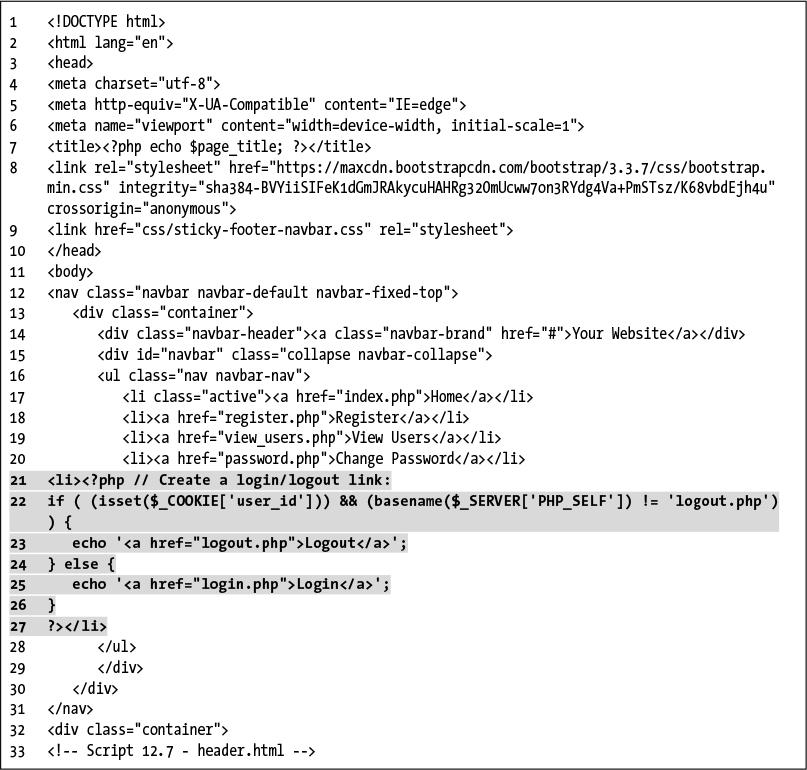 1 <!DOCTYPE html>
2 <html lang="en">
3 <head>
4 <meta charset="utf-8">
5 <meta http-equiv="X-UA-Compatible" content="IE=edge">
6 <meta name="viewport" content="width=device-width, initial-scale=1">
7 <title><?php echo $page_title; ?></title>
8 <link rel="stylesheet" href="https://maxcdn.bootstrapcdn.com/bootstrap/3.3.7/css/bootstrap.
min.css" integrity="sha384-BVYiiSIFeK1dGmJRAkycuHAHRg32OmUcww7on3RYdg4Va+PmSTsz/K68vbdEjh4u"
crossorigin="anonymous">
9 <link href="css/sticky-footer-navbar.css" rel="stylesheet">
10 </head>
11 <body>
12 <nav class="navbar navbar-default navbar-fixed-top">
13 <div class="container">
14 <div class="navbar-header"><a class="navbar-brand" href="#">Your Website</a></div>
15 <div id="navbar" class="collapse navbar-collapse">
16 <ul class="nav navbar-nav">
17 <li class="active"><a href="index.php">Home</a></li>
18 <li><a href="register.php">Register</a></li>
19 <li><a href="view_users.php">View Users</a></li>
20 <li><a href="password.php">Change Password</a></li>
21 <li><?php // Create a login/logout link:
22 if ( (isset($_COOKIE['user_id'])) && (basename($_SERVER['PHP_SELF']) != 'logout.php')
) {
23 echo '<a href="logout.php">Logout</a>';
24 } else {
25 echo '<a href="login.php">Login</a>';
26 }
27 ?></li>
28 </ul>
29 </div>
30 </div>
31 </nav>
32 <div class="container">
33 <!-- Script 12.7 - header.html -->